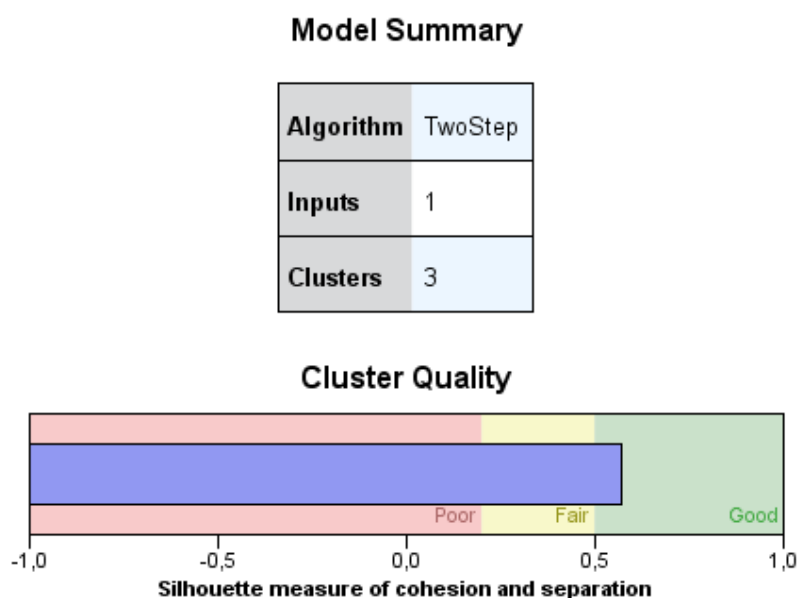 Model Summary
Algorithm TwoStep
Inputs 1
Clusters 3
Cluster Quality
Poor Fair Good
-1,0 -0,5 0,0 0,5 1,0
Silhouette measure of cohesion and separation